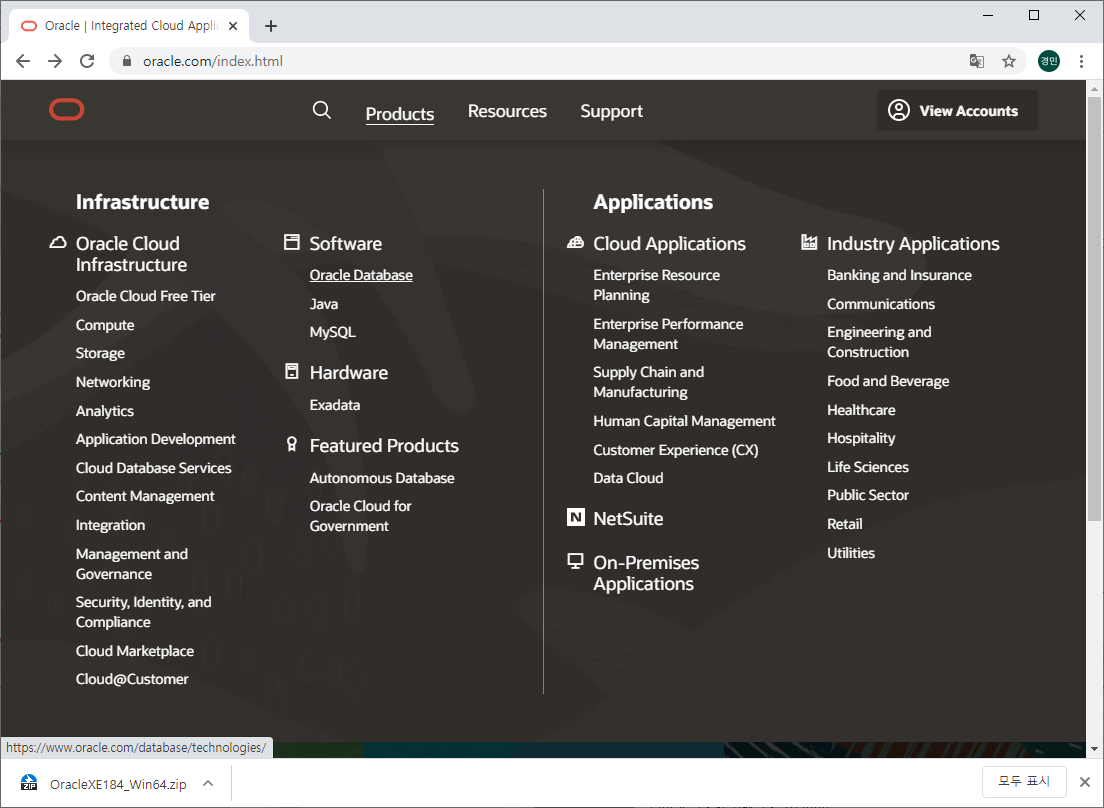 Oracle | Integrated Cloud Applic
oracle.com/index.html
경민
Products
Resources
Support
View Accounts
Infrastructure
Oracle Cloud
Infrastructure
Oracle Cloud Free Tier
Compute
Storage
Networking
Analytics
Application Development
Cloud Database Services
Content Management
Integration
Management and
Governance
Security, Identity, and
Compliance
Cloud Marketplace
Cloud@Customer
Software
Oracle Database
Java
MySQL
Hardware
Exadata
Featured Products
Autonomous Database
Oracle Cloud for
Government
Applications
Cloud Applications
Enterprise Resource
Planning
Enterprise Performance
Management
Supply Chain and
Manufacturing
Human Capital Management
Customer Experience (CX)
Data Cloud
N NetSuite
On-Premises
Applications
Industry Applications
Banking and Insurance
Communications
Engineering and
Construction
Food and Beverage
Healthcare
Hospitality
Life Sciences
Public Sector
Retail
Utilities
https://www.oracle.com/database/technologies/
ZIP
OracleXE184_Win64.zip
모두 표시